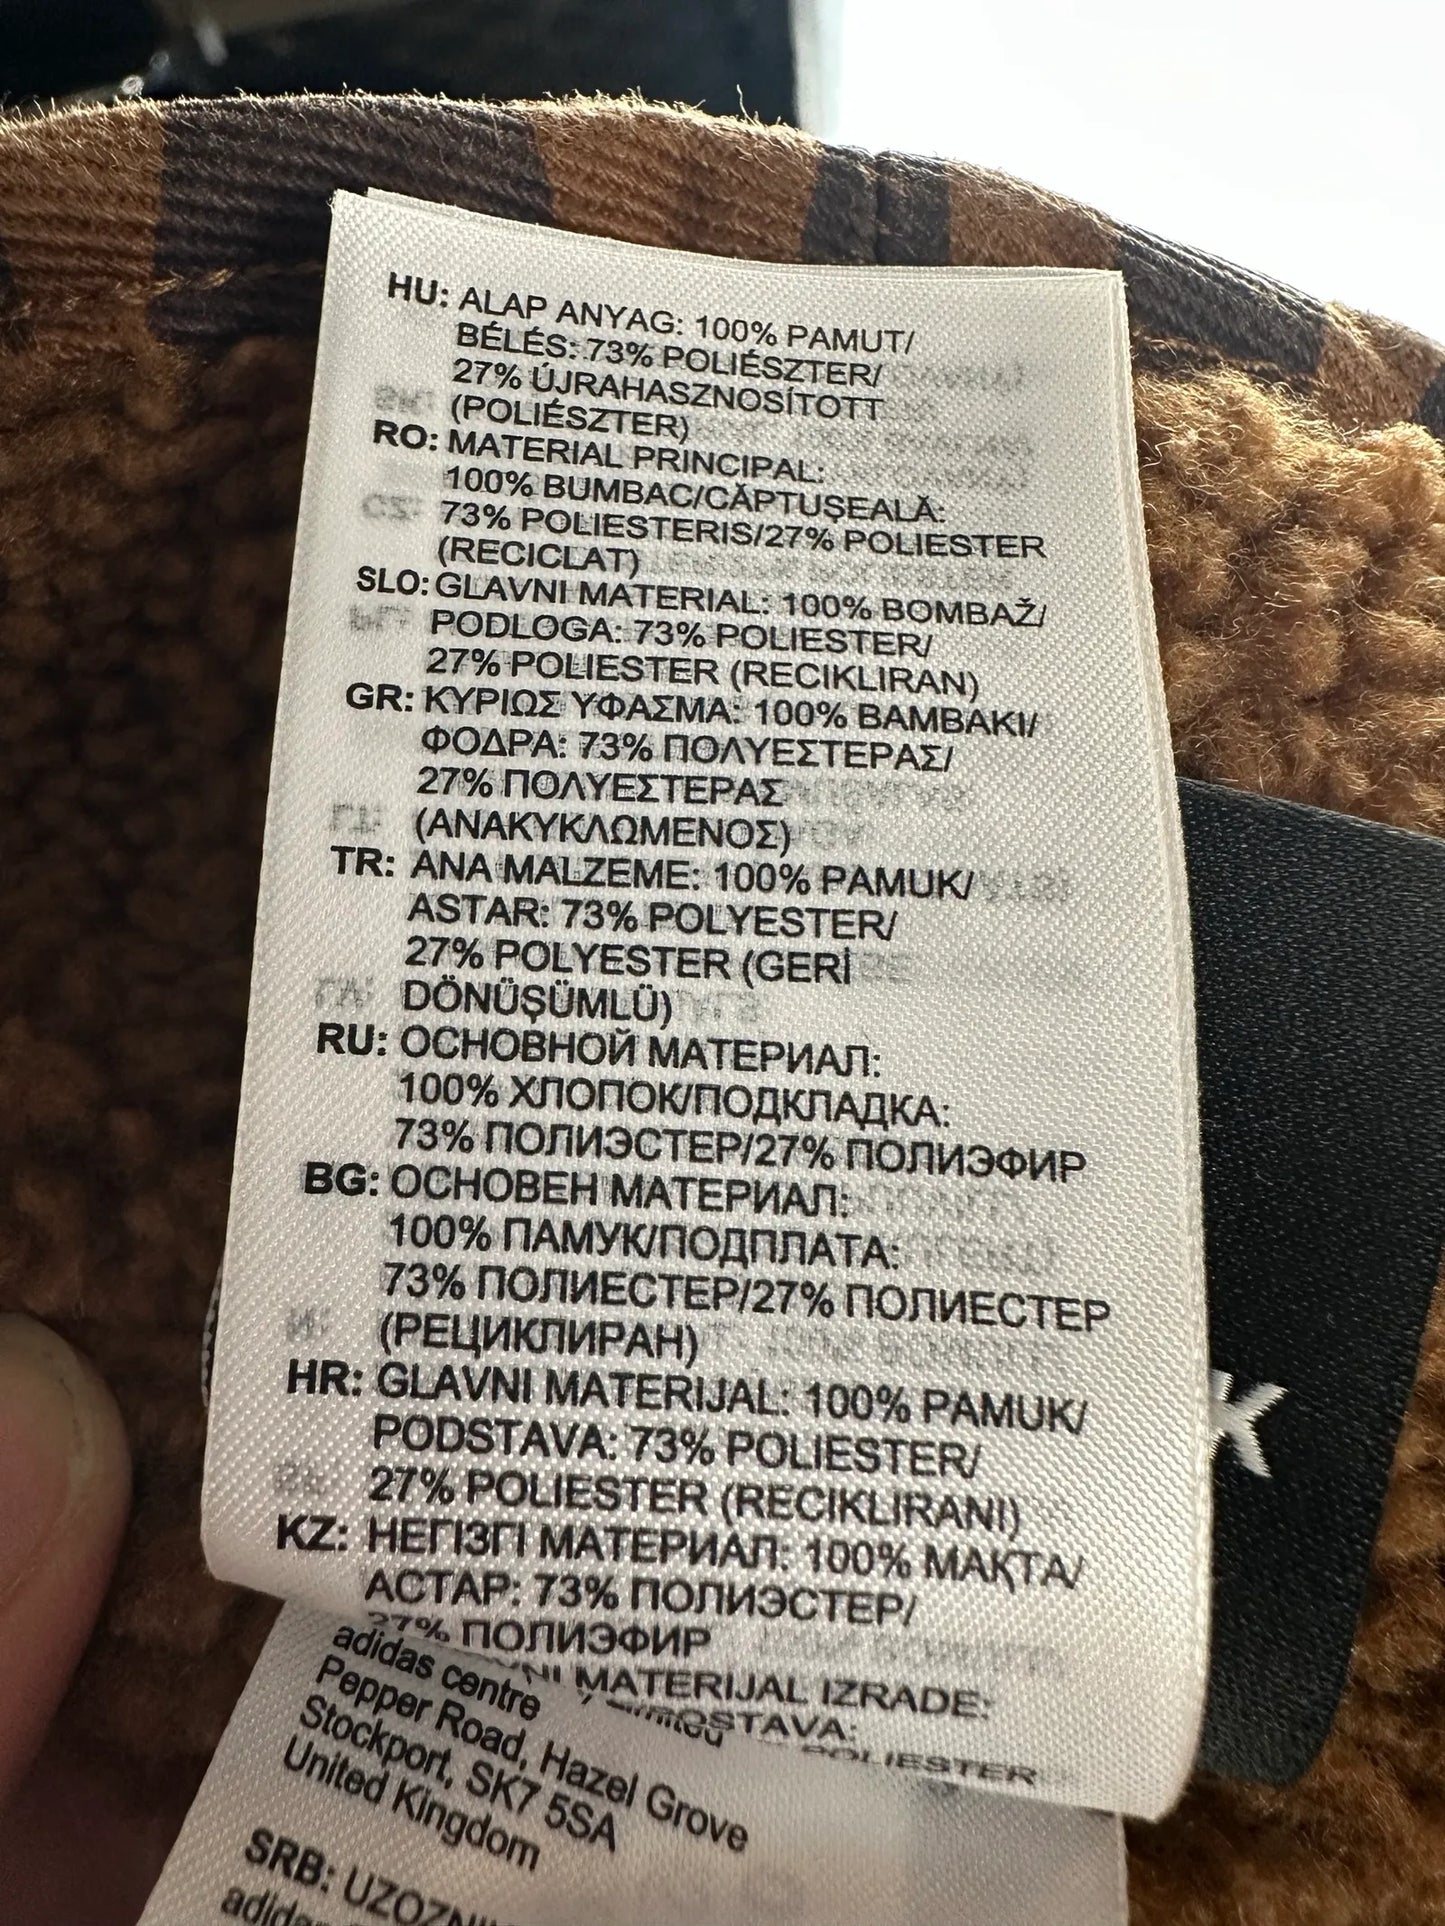 HU: ALAP ANYAG: 100% PAMUT/
BÉLÉS: 73% POLIÉSZTER/
27% ÚJRAHASZNOSÍTOTT
(POLIÉSZTER)
RO: MATERIAL PRINCIPAL:
100% BUMBAC/CĂPTUȘEALĂ:
73% POLIESTERIS/27% POLIESTER
(RECICLAT)
SLO: GLAVNI MATERIAL: 100% BOMBAŽ/
PODLOGA: 73% POLIESTER/
27% POLIESTER (RECIKLIRAN)
GR: ΚΥΡΙΩΣ ΥΦΑΣΜΑ: 100% ΒΑΜΒΑΚΙ/
ΦΟΔΡΑ: 73% ΠΟΛΥΕΣΤΕΡΑΣ/
27% ΠΟΛΥΕΣΤΕΡΑΣ
(ΑΝΑΚΥΚΛΩΜΕΝΟΣ)
TR: ANA MALZEME: 100% PAMUK/
ASTAR: 73% POLYESTER/
27% POLYESTER (GERİ
DÖNÜŞÜMLÜ)
RU: ОСНОВНОЙ МАТЕРИАЛ:
100% ХЛОПОК/ПОДКЛАДКА:
73% ПОЛИЭСТЕР/27% ПОЛИЭФИР
BG: ОСНОВЕН МАТЕРИАЛ:
100% ПАМУК/ПОДПЛАТА:
73% ПОЛИЕСТЕР/27% ПОЛИЕСТЕР
(РЕЦИКЛИРАН)
HR: GLAVNI MATERIJAL: 100% PAMUK/
PODSTAVA: 73% POLIESTER/
27% POLIESTER (RECIKLIRANI)
KZ: НЕГІЗГІ МАТЕРИАЛ: 100% МАҚТА/
АСТАР: 73% ПОЛИЭСТЕР/
27% ПОЛИЭФИР
MATERIJAL IZRADE:
POLIESTER
adidas centre
Pepper Road, Hazel Grove
Stockport, SK7 5SA
United Kingdom
SRB:
K